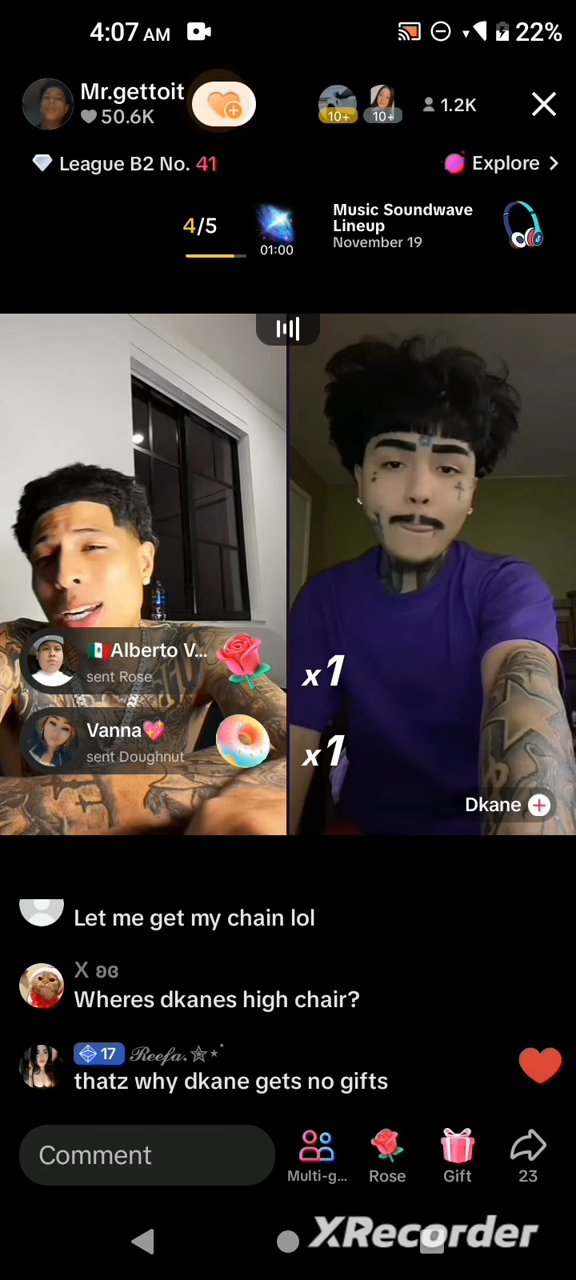 4:07 AM
22%
Mr.gettoit
50.6K
10+
10+
1.2K
League B2 No. 41
Explore >
4/5
01:00
Music Soundwave
Lineup
November 19
🇲🇽Alberto V...
sent Rose
x1
Vanna💖
sent Doughnut
x1
Dkane
Let me get my chain lol
X ʚɞ
Wheres dkanes high chair?
17 𝓡𝓮𝓮𝓯𝓪.✮⋆˙
thatz why dkane gets no gifts
Comment
Multi-g...
Rose
Gift
23
XRecorder